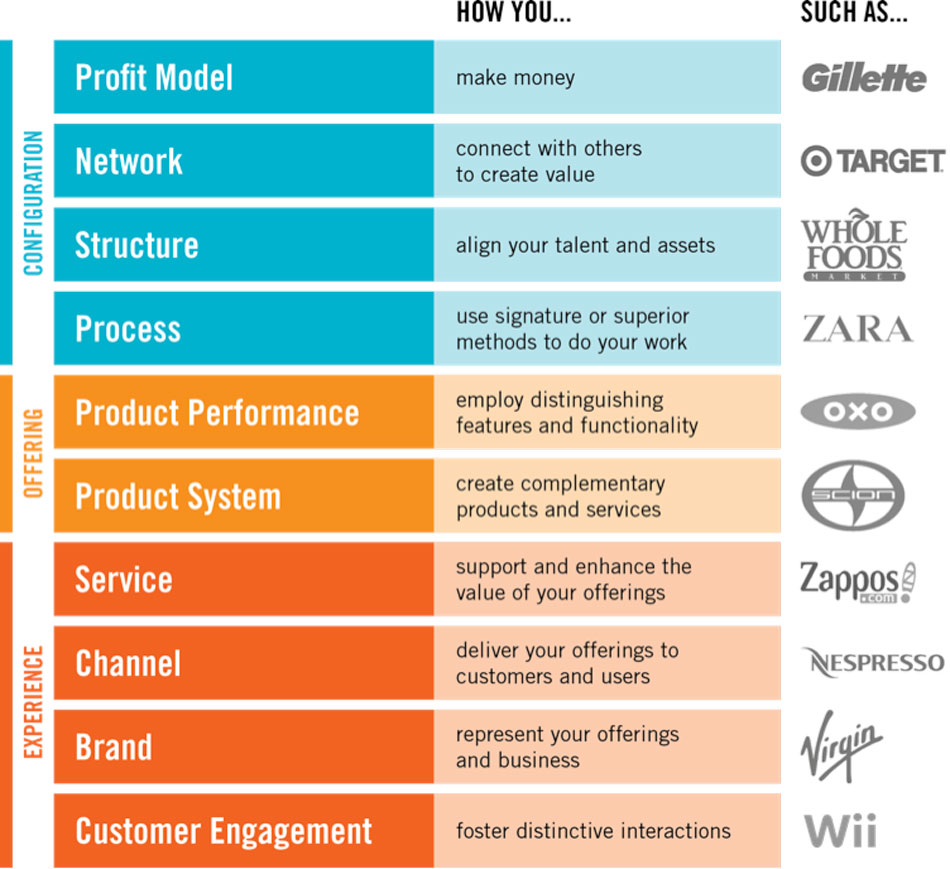 HOW YOU...
SUCH AS...
CONFIGURATION
Profit Model
make money
Gillette
Network
connect with others
to create value
TARGET
Structure
align your talent and assets
WHOLE
FOODS
MARKET
Process
use signature or superior
methods to do your work
ZARA
OFFERING
Product Performance
employ distinguishing
features and functionality
OXO
Product System
create complementary
products and services
SCION
EXPERIENCE
Service
support and enhance the
value of your offerings
Zappos
.com
Channel
deliver your offerings to
customers and users
NESPRESSO
Brand
represent your offerings
and business
Virgin
Customer Engagement
foster distinctive interactions
Wii